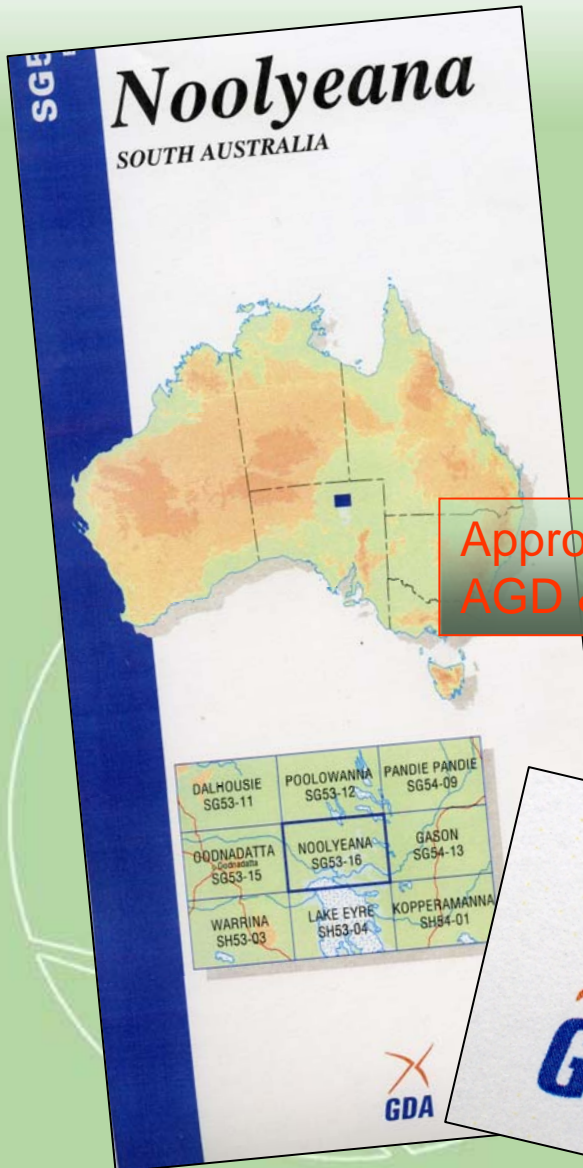 SG5
Noolyeana
SOUTH AUSTRALIA
Appro
AGD
DALHOUSIE
SG53-11
POOLOWANNA
SG53-12
PANDIE PANDIE
SG54-09
OODNADATTA
Oodnadatta
SG53-15
NOOLYEANA
SG53-16
GASON
SG54-13
WARRINA
SH53-03
LAKE EYRE
SH53-04
KOPPERAMANNA
SH54-01
GDA
G